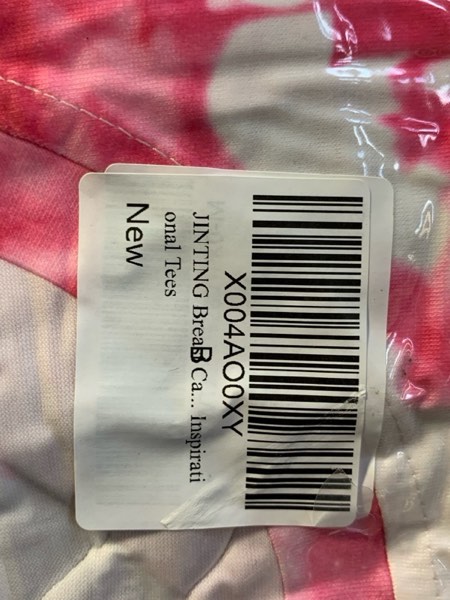 X004AO0XY
JINTING Brea B Ca... Inspirati
onal Tees
New